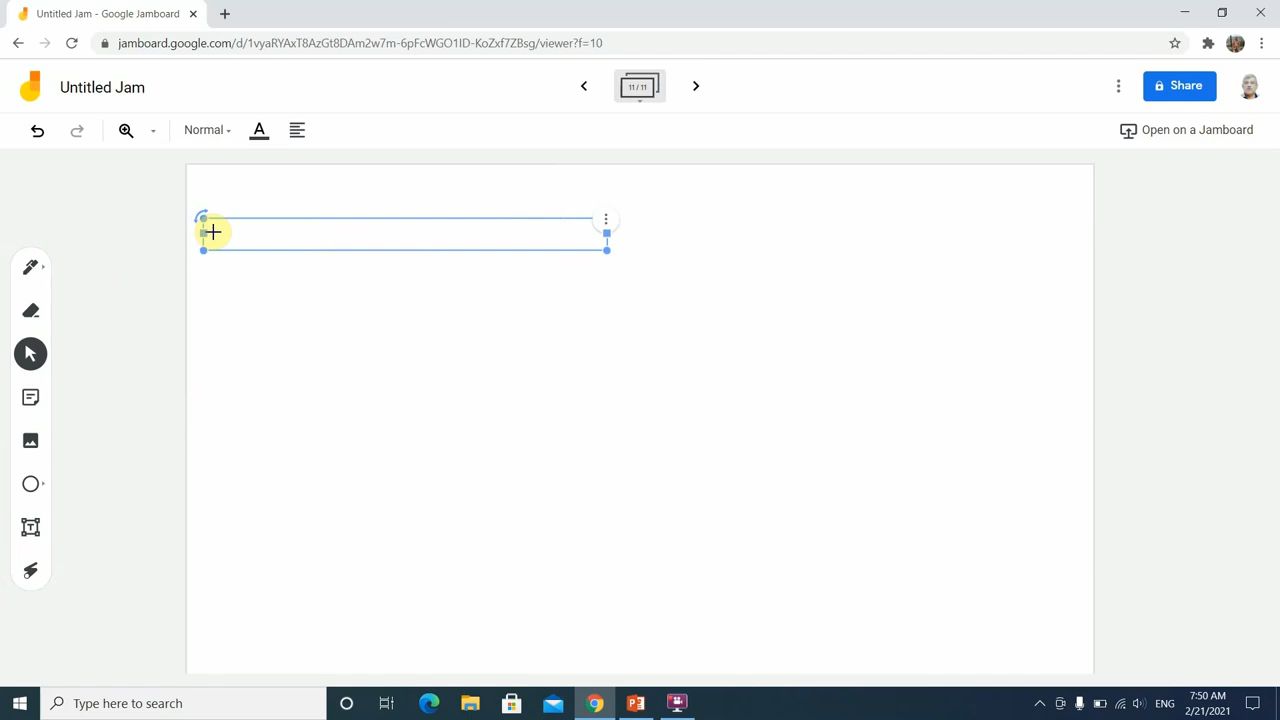 Untitled Jam - Google Jamboard
jamboard.google.com/d/1vyaRYAxT8AzGt8DAm2w7m-6pFcWGO1ID-KoZxf7ZBsg/viewer?f=10
Untitled Jam
11 / 11
Share
Normal
A
Open on a Jamboard
T
Type here to search
ENG
7:50 AM
2/21/2021